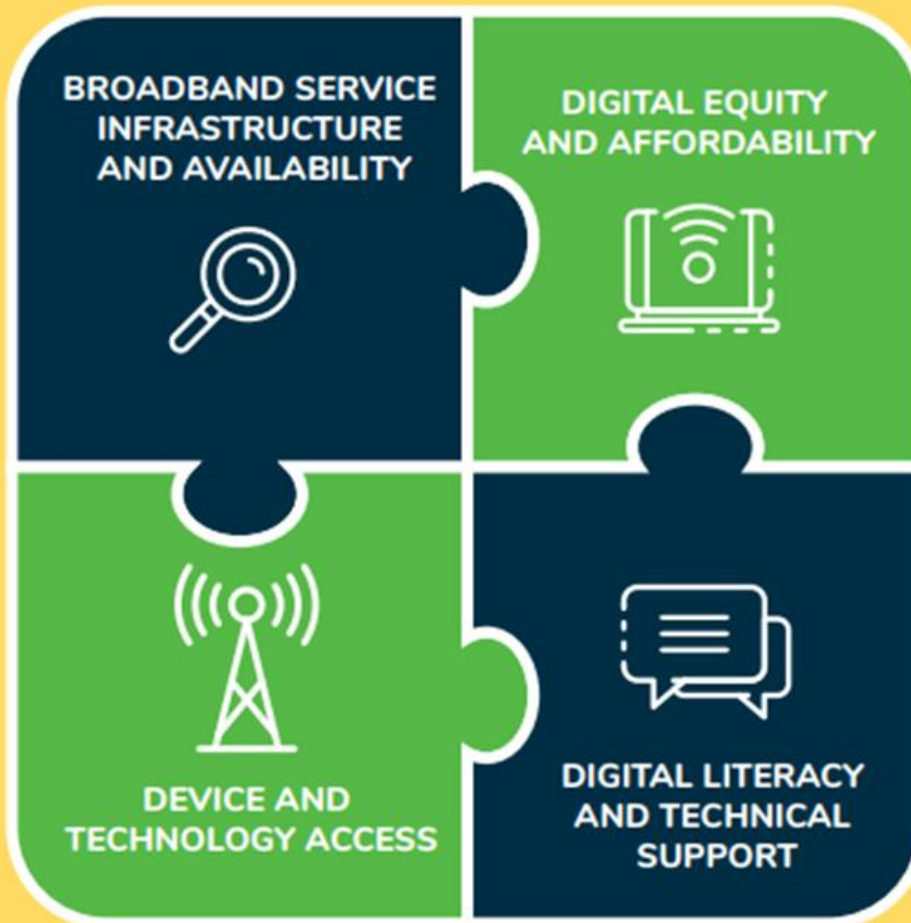 BROADBAND SERVICE
INFRASTRUCTURE
AND AVAILABILITY
DIGITAL EQUITY
AND AFFORDABILITY
DEVICE AND
TECHNOLOGY ACCESS
DIGITAL LITERACY
AND TECHNICAL
SUPPORT